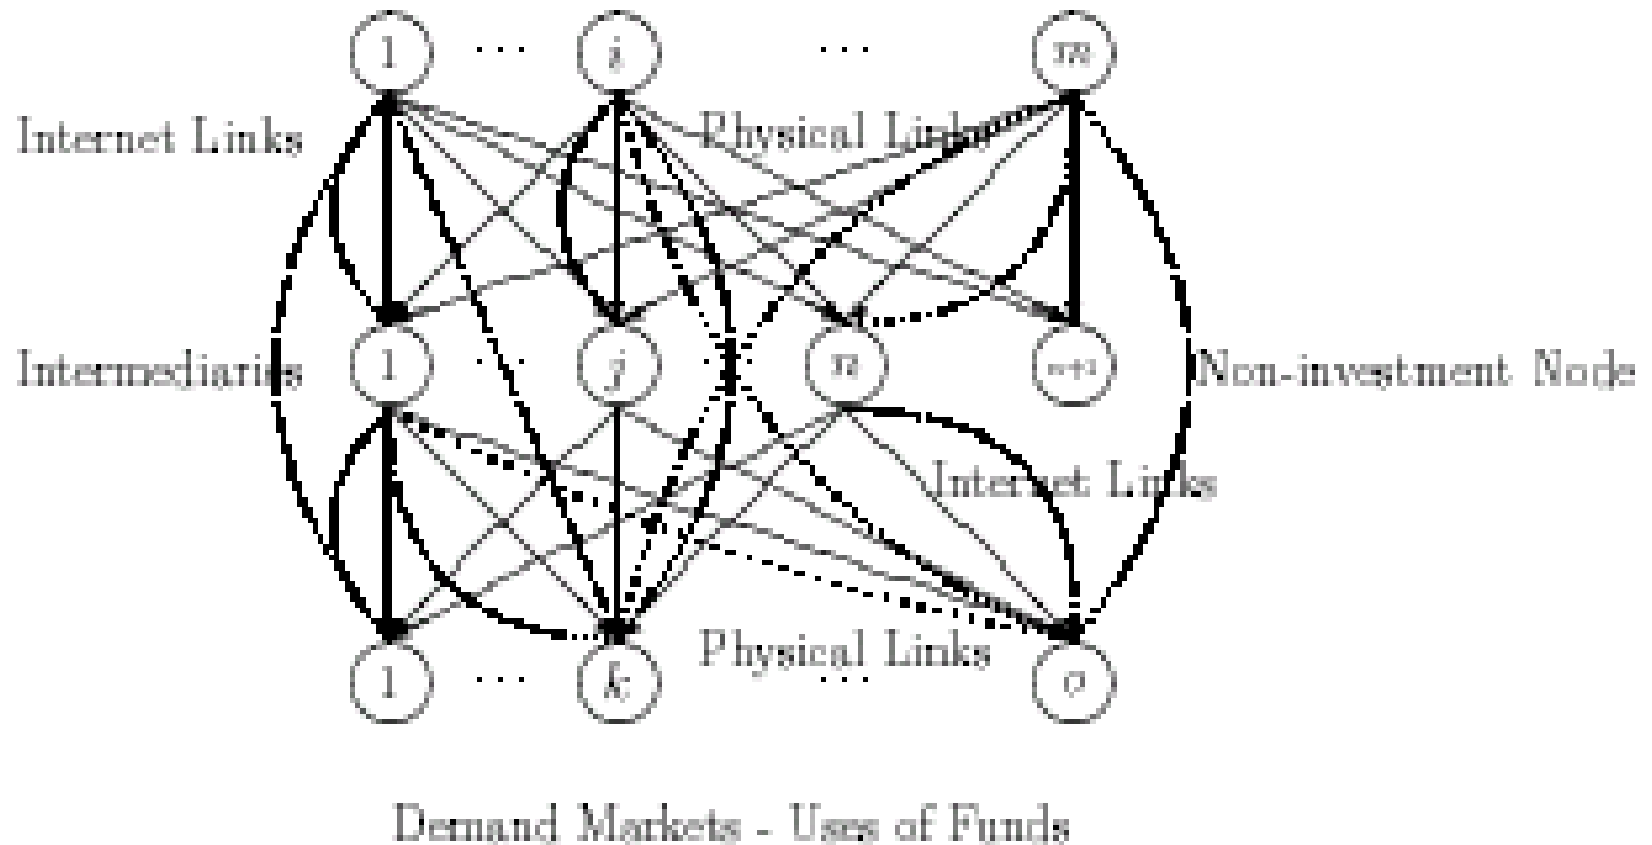 1 ··· i ··· m
Internet Links
Physical Links
Intermediaries
1 ··· j ··· n n+1
Non-investment Node
Internet Links
Physical Links
1 ··· k ··· o
Demand Markets - Uses of Funds